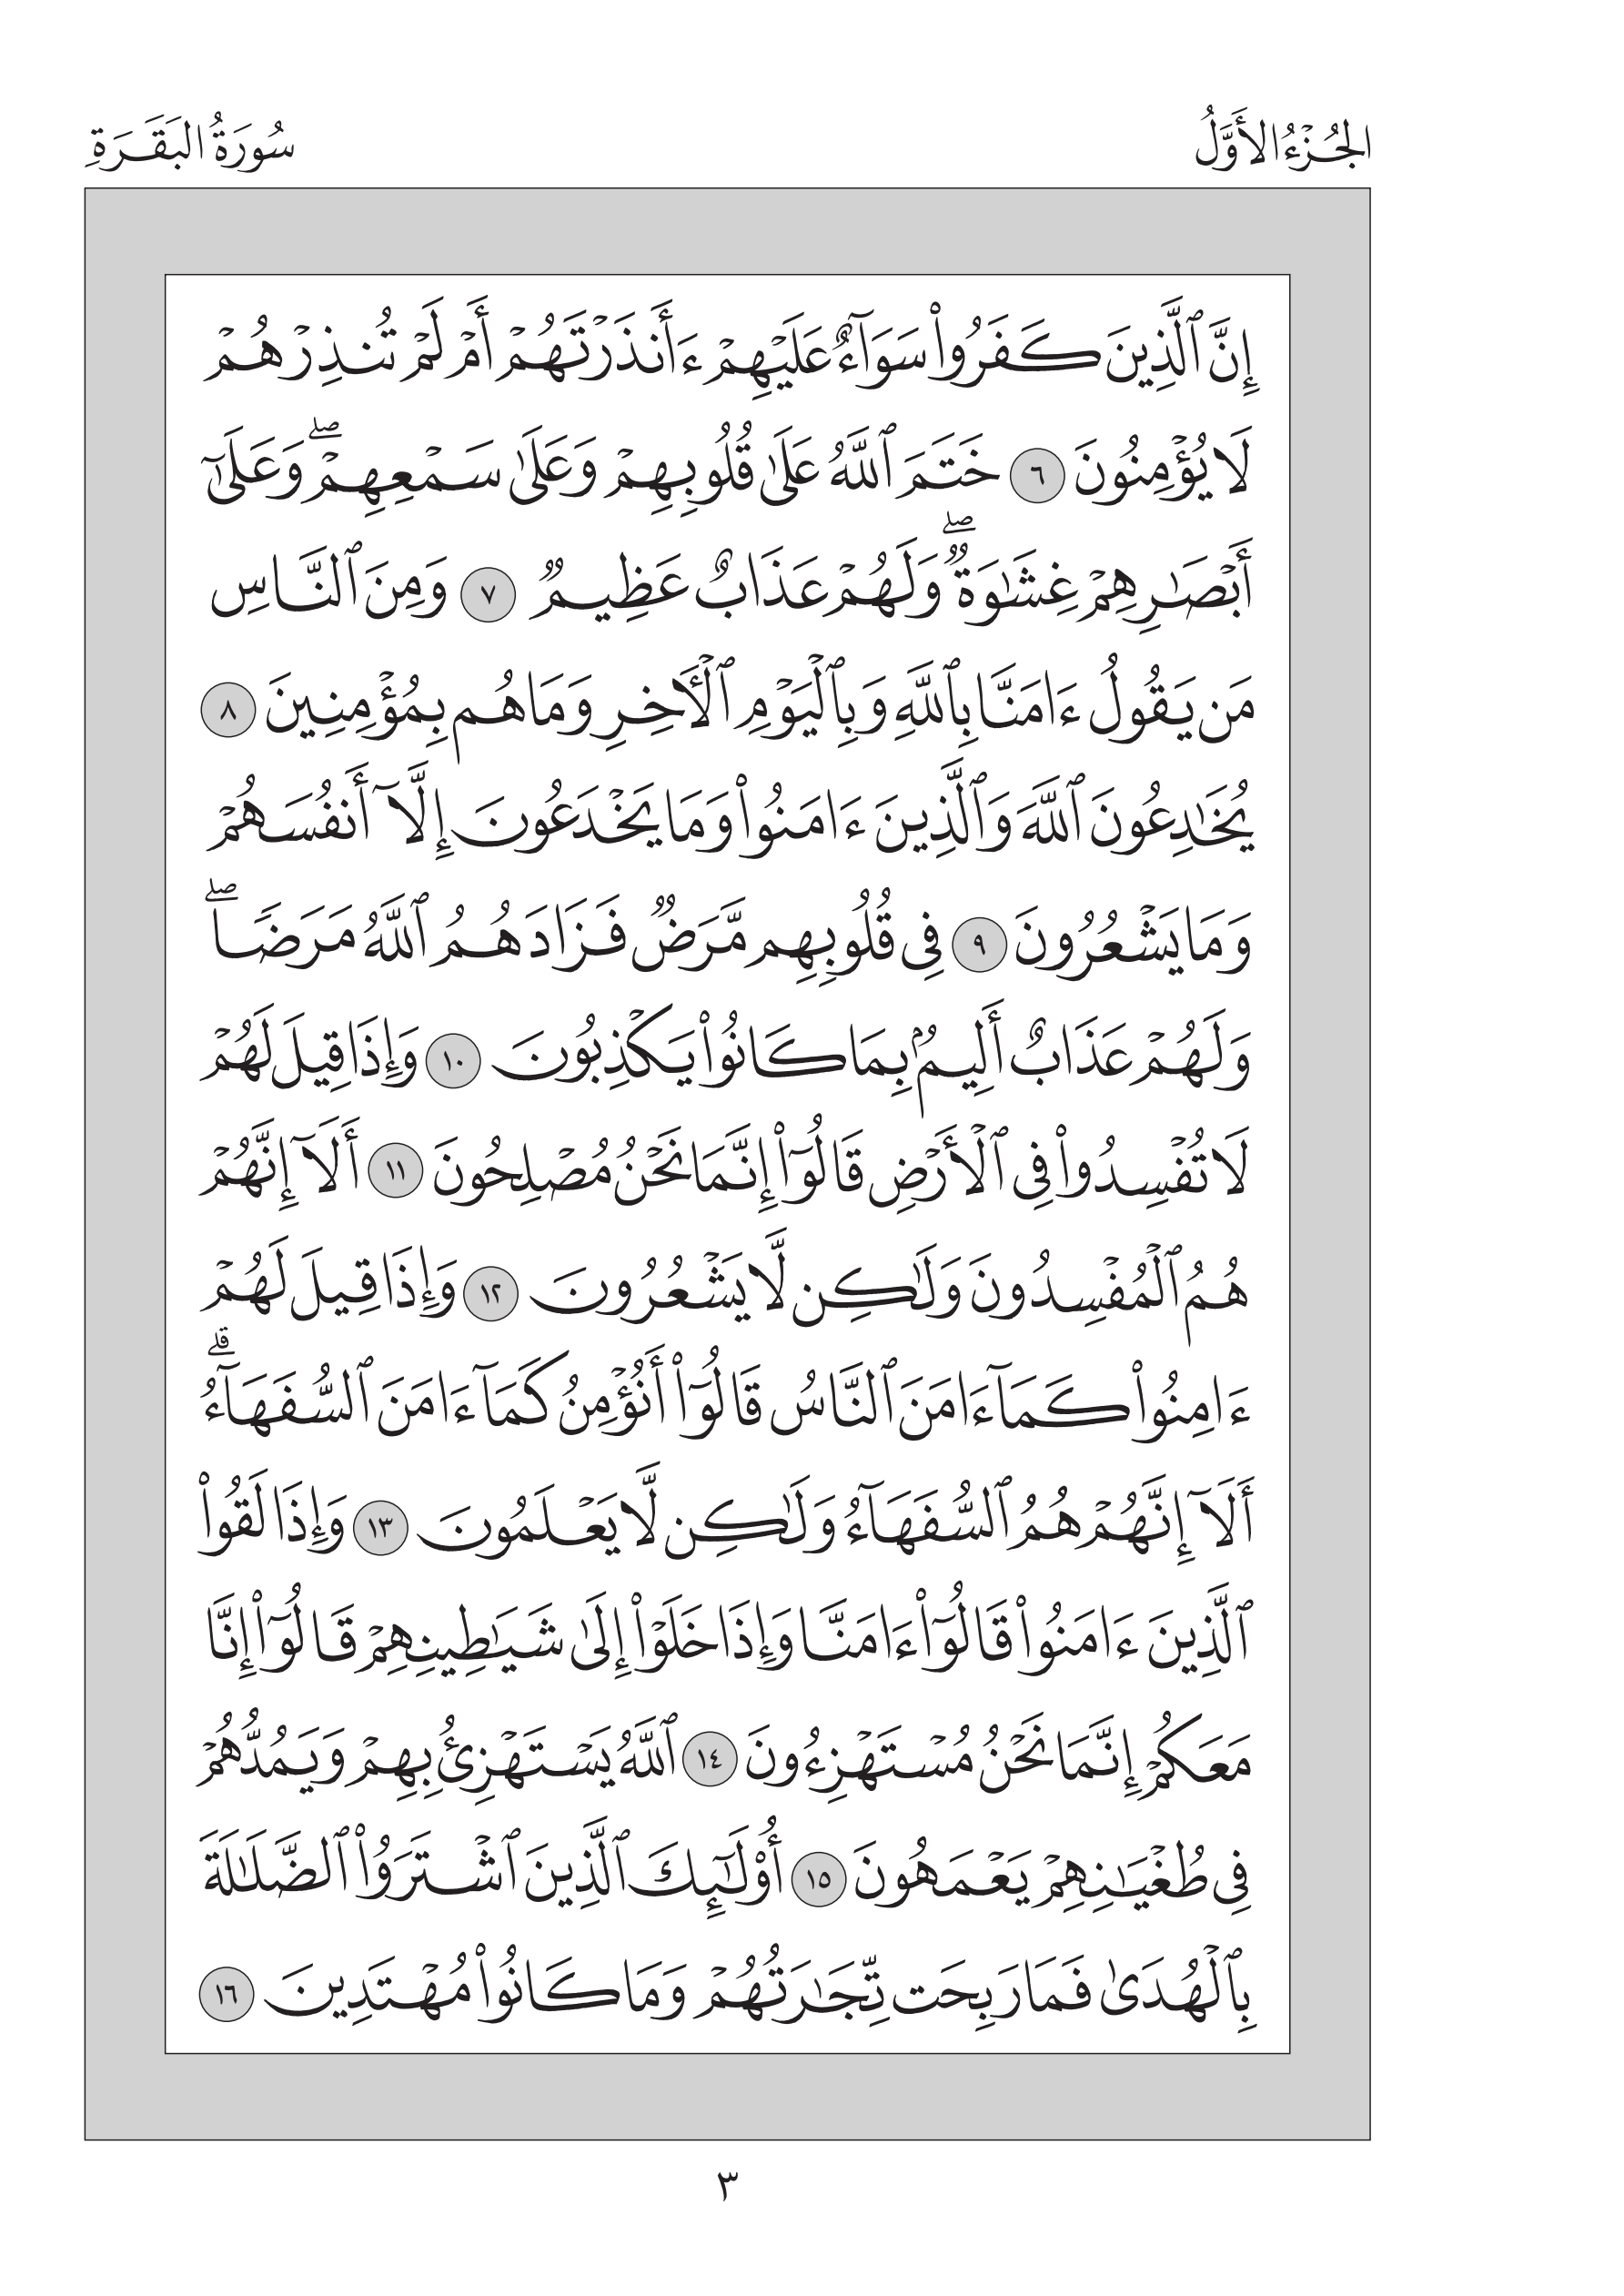 الجُزْءُ الأَوَّلُ
سُورَةُ البَقَرَةِ
إِنَّ ٱلَّذِينَ كَفَرُواْ سَوَآءٌ عَلَيۡهِمۡ ءَأَنذَرۡتَهُمۡ أَمۡ لَمۡ تُنذِرۡهُمۡ
لَا يُؤۡمِنُونَ ٦ خَتَمَ ٱللَّهُ عَلَىٰ قُلُوبِهِمۡ وَعَلَىٰ سَمۡعِهِمۡۖ وَعَلَىٰٓ
أَبۡصَٰرِهِمۡ غِشَٰوَةٞۖ وَلَهُمۡ عَذَابٌ عَظِيمٞ ٧ وَمِنَ ٱلنَّاسِ
مَن يَقُولُ ءَامَنَّا بِٱللَّهِ وَبِٱلۡيَوۡمِ ٱلۡأٓخِرِ وَمَا هُم بِمُؤۡمِنِينَ ٨
يُخَٰدِعُونَ ٱللَّهَ وَٱلَّذِينَ ءَامَنُواْ وَمَا يَخۡدَعُونَ إِلَّآ أَنفُسَهُمۡ
وَمَا يَشۡعُرُونَ ٩ فِي قُلُوبِهِم مَّرَضٞ فَزَادَهُمُ ٱللَّهُ مَرَضٗاۖ
وَلَهُمۡ عَذَابٌ أَلِيمُۢ بِمَا كَانُواْ يَكۡذِبُونَ ١٠ وَإِذَا قِيلَ لَهُمۡ
لَا تُفۡسِدُواْ فِي ٱلۡأَرۡضِ قَالُوٓاْ إِنَّمَا نَحۡنُ مُصۡلِحُونَ ١١ أَلَآ إِنَّهُمۡ
هُمُ ٱلۡمُفۡسِدُونَ وَلَٰكِن لَّا يَشۡعُرُونَ ١٢ وَإِذَا قِيلَ لَهُمۡ
ءَامِنُواْ كَمَآ ءَامَنَ ٱلنَّاسُ قَالُوٓاْ أَنُؤۡمِنُ كَمَآ ءَامَنَ ٱلسُّفَهَآءُۗ
أَلَآ إِنَّهُمۡ هُمُ ٱلسُّفَهَآءُ وَلَٰكِن لَّا يَعۡلَمُونَ ١٣ وَإِذَا لَقُواْ
ٱلَّذِينَ ءَامَنُواْ قَالُوٓاْ ءَامَنَّا وَإِذَا خَلَوۡاْ إِلَىٰ شَيَٰطِينِهِمۡ قَالُوٓاْ إِنَّا
مَعَكُمۡ إِنَّمَا نَحۡنُ مُسۡتَهۡزِءُونَ ١٤ ٱللَّهُ يَسۡتَهۡزِئُ بِهِمۡ وَيَمُدُّهُمۡ
فِي طُغۡيَٰنِهِمۡ يَعۡمَهُونَ ١٥ أُوْلَٰٓئِكَ ٱلَّذِينَ ٱشۡتَرَوُاْ ٱلضَّلَٰلَةَ
بِٱلۡهُدَىٰ فَمَا رَبِحَت تِّجَٰرَتُهُمۡ وَمَا كَانُواْ مُهۡتَدِينَ ١٦
٣